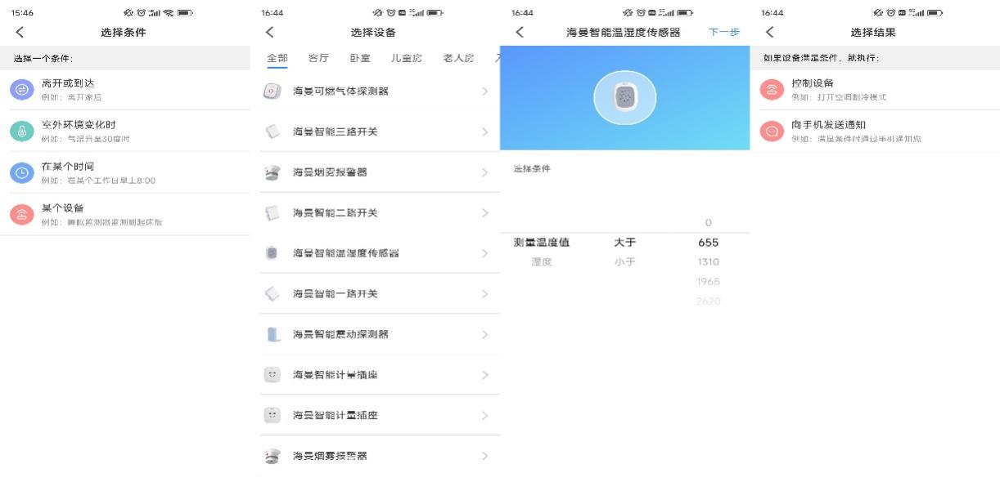 15:46
选择条件
选择一个条件：
离开或到达
例如：离开家后
室外环境变化时
例如：气温升至30度时
在某个时间
例如：在某个工作日早上8:00
某个设备
例如：睡眠监测器监测到起床后
16:44
选择设备
全部 客厅 卧室 儿童房 老人房
海曼可燃气体探测器
海曼智能三路开关
海曼烟雾报警器
海曼智能二路开关
海曼智能温湿度传感器
海曼智能一路开关
海曼智能震动探测器
海曼智能计量插座
海曼智能计量插座
海曼烟雾报警器
16:44
海曼智能温湿度传感器 下一步
选择条件
0
测量温度值 大于 655
湿度 小于 1310
1965
2620
16:44
选择结果
如果设备满足条件，就执行：
控制设备
例如：打开空调制冷模式
向手机发送通知
例如：满足条件时通过手机通知您